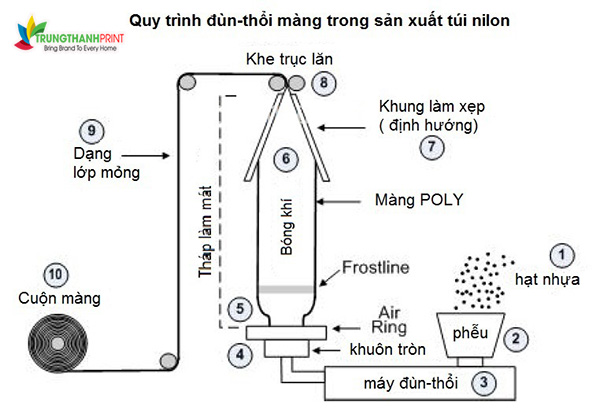 Quy trình đùn-thổi màng trong sản xuất túi nilon
TRUNGTHANHPRINT
Bring Brand To Every Home
Khe trục lăn
8
Khung làm xẹp
( định hướng)
7
9
Dạng
lớp mỏng
6
Tháp làm mát
Bóng khí
Màng POLY
1
hạt nhựa
10
Cuộn màng
Frostline
5
Air
Ring
phễu
2
4
khuôn tròn
máy đùn-thổi
3